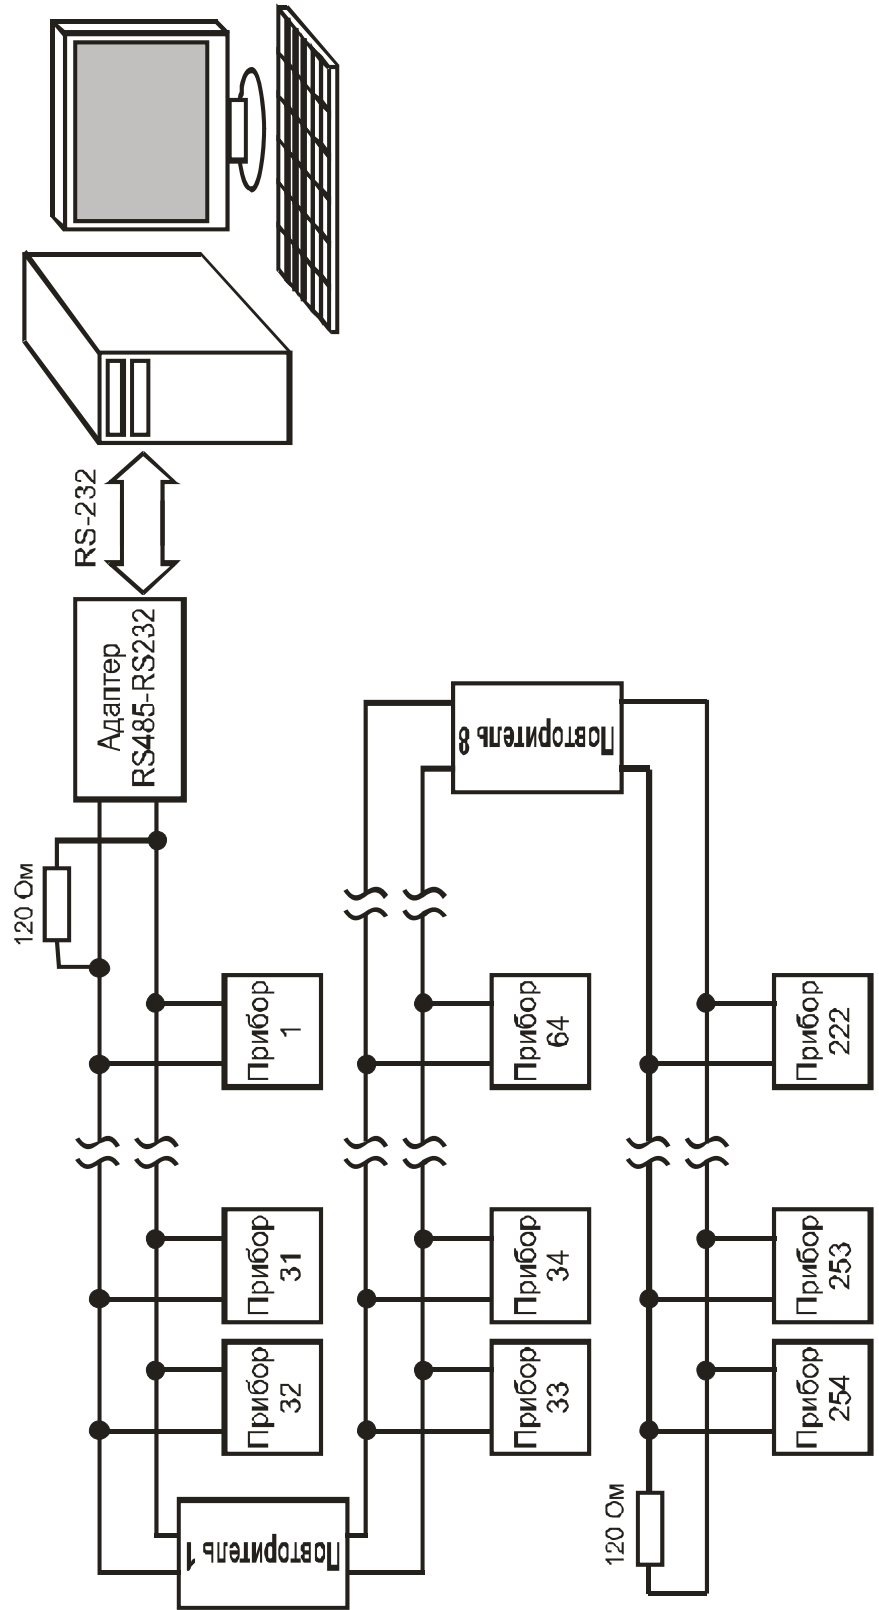 RS-232
Адаптер
RS485-RS232
120 Ом
Прибор
1
Прибор
31
Прибор
32
Повторитель 1
Прибор
33
Прибор
34
Прибор
64
Повторитель 8
Прибор
222
Прибор
253
Прибор
254
120 Ом